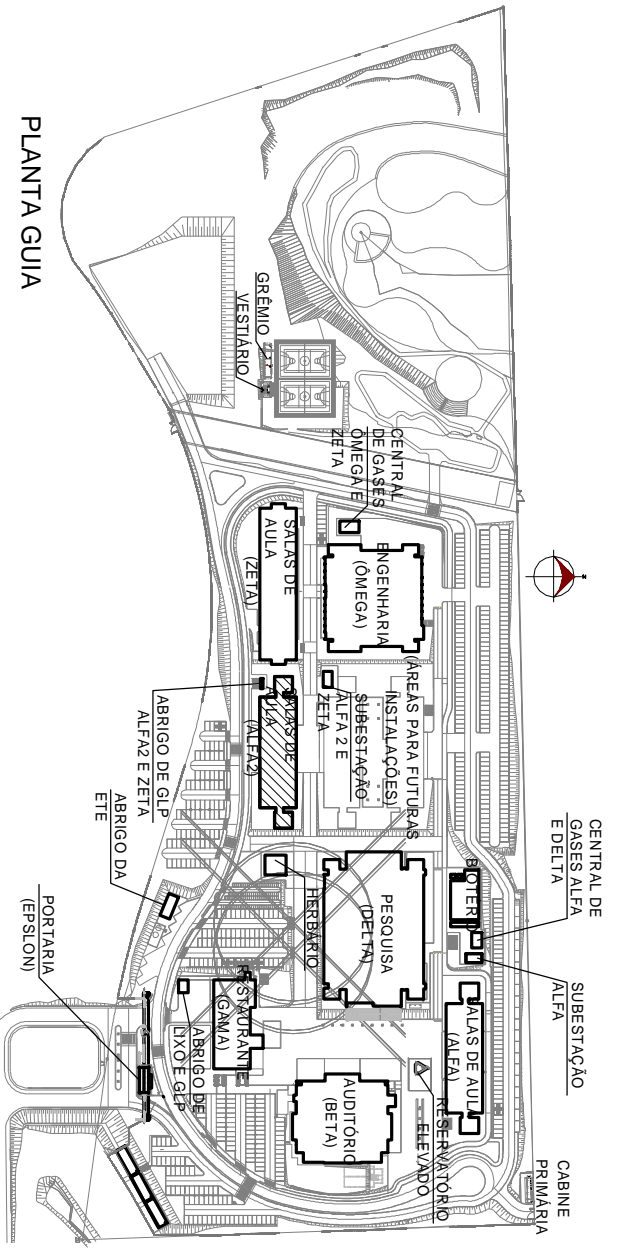 PLANTA GUIA
GRÊMIO
VESTIÁRIO
CENTRAL
DE GASES
ÔMEGA E
ZETA
ENGENHARIA
(ÔMEGA)
SALAS DE
AULA
(ZETA)
(ÁREAS PARA FUTURAS
INSTALAÇÕES)
SUBESTAÇÃO
ALFA 2 E
ZETA
SALAS DE
AULA
(ALFA2)
ABRIGO DE GLP
ALFA2 E ZETA
ABRIGO DA
ETE
CENTRAL DE
GASES ALFA
E DELTA
BIOTÉRIO
PESQUISA
(DELTA)
HERBÁRIO
PORTARIA
(EPSLON)
SUBESTAÇÃO
ALFA
SALAS DE AULA
(ALFA)
RESTAURANTE
(GAMA)
ABRIGO DE
LIXO E GLP
RESERVATÓRIO
ELEVADO
AUDITÓRIO
(BETA)
CABINE
PRIMÁRIA